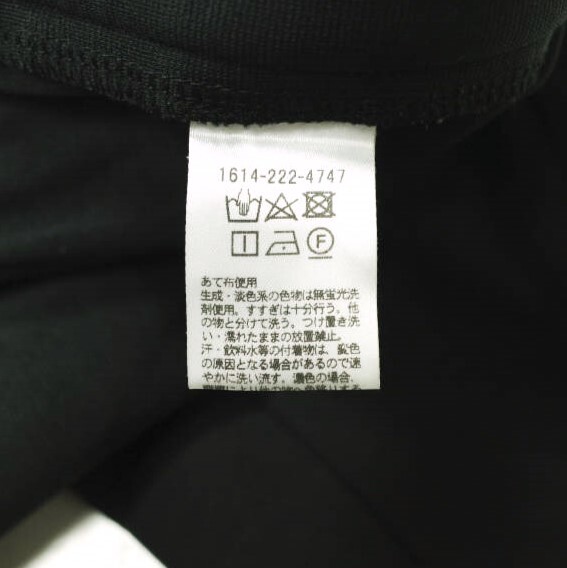 1614-222-4747
F
あて布使用
生成・淡色系の色物は無蛍光洗
剤使用。すすぎは十分行う。他
の物と分けて洗う。つけ置き洗
い・濡れたままの放置禁止。
汗・飲料水等の付着物は、変色
の原因となる場合があるので速
やかに洗い流す。濃色の場合、